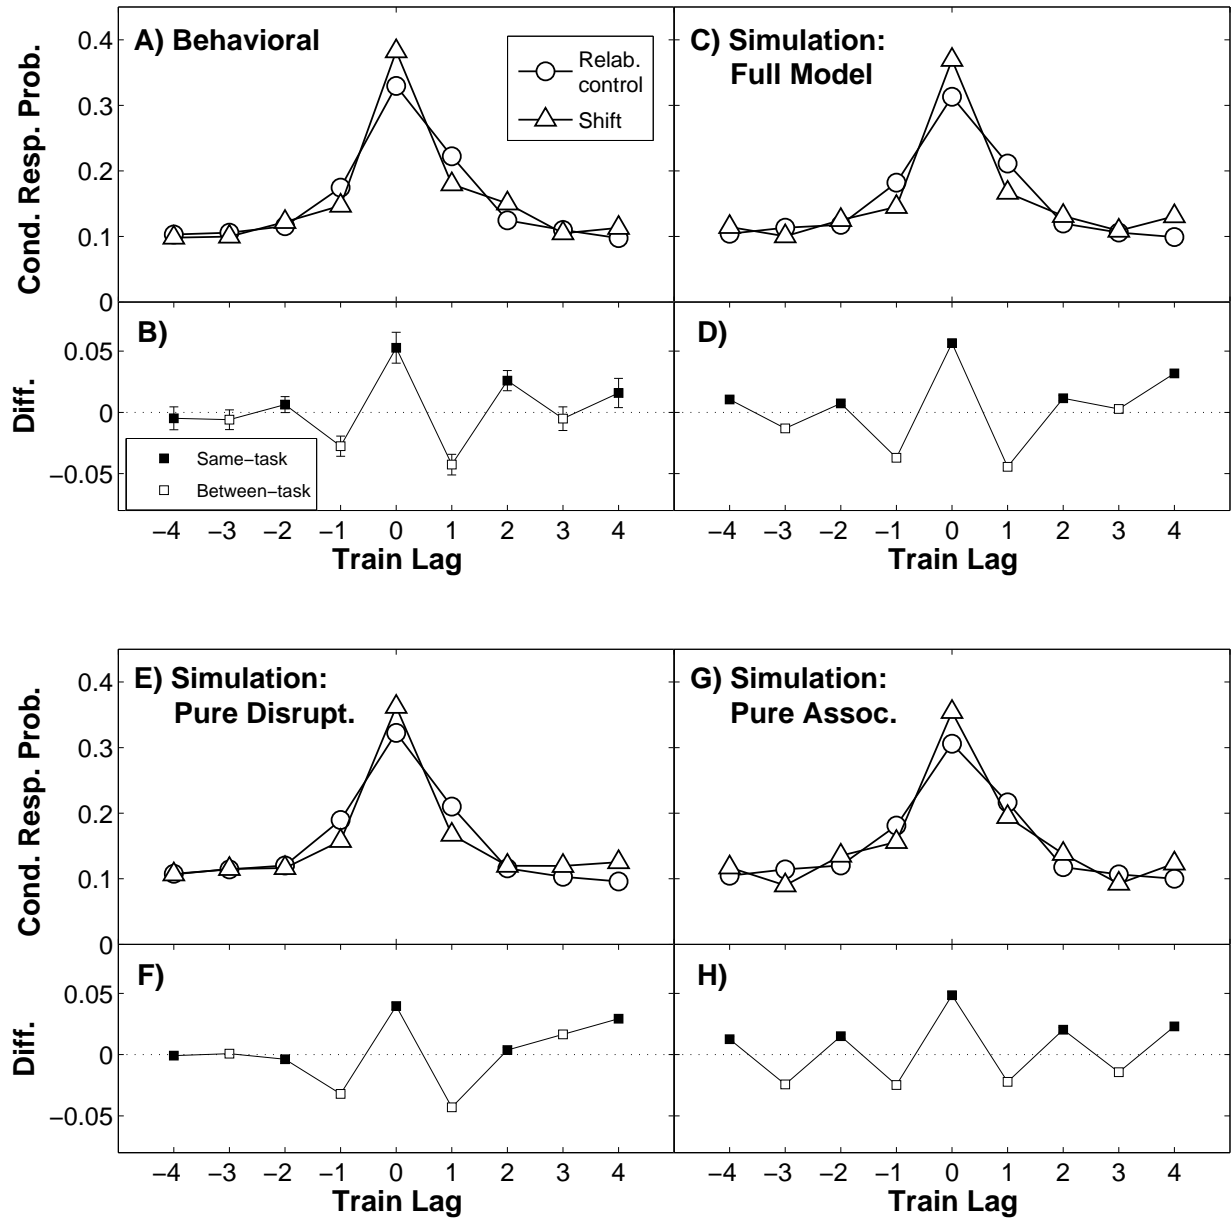 A) Behavioral
Relab.
control
Shift
Cond. Resp. Prob.
0.4
0.3
0.2
0.1
0
C) Simulation:
Full Model
B)
Diff.
0.05
0
−0.05
Same−task
Between−task
−4 −3 −2 −1 0 1 2 3 4
Train Lag
D)
−4 −3 −2 −1 0 1 2 3 4
Train Lag
E) Simulation:
Pure Disrupt.
Cond. Resp. Prob.
0.4
0.3
0.2
0.1
0
G) Simulation:
Pure Assoc.
F)
Diff.
0.05
0
−0.05
−4 −3 −2 −1 0 1 2 3 4
Train Lag
H)
−4 −3 −2 −1 0 1 2 3 4
Train Lag